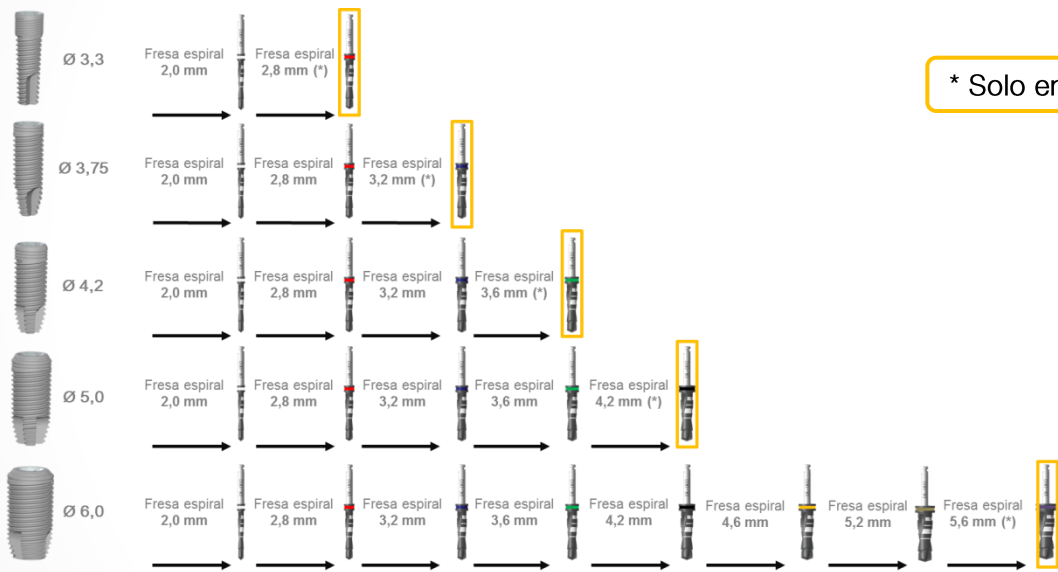 Ø 3,3
Fresa espiral
2,0 mm
Fresa espiral
2,8 mm (*)
* Solo en
Ø 3,75
Fresa espiral
2,0 mm
Fresa espiral
2,8 mm
Fresa espiral
3,2 mm (*)
Ø 4,2
Fresa espiral
2,0 mm
Fresa espiral
2,8 mm
Fresa espiral
3,2 mm
Fresa espiral
3,6 mm (*)
Ø 5,0
Fresa espiral
2,0 mm
Fresa espiral
2,8 mm
Fresa espiral
3,2 mm
Fresa espiral
3,6 mm
Fresa espiral
4,2 mm (*)
Ø 6,0
Fresa espiral
2,0 mm
Fresa espiral
2,8 mm
Fresa espiral
3,2 mm
Fresa espiral
3,6 mm
Fresa espiral
4,2 mm
Fresa espiral
4,6 mm
Fresa espiral
5,2 mm
Fresa espiral
5,6 mm (*)